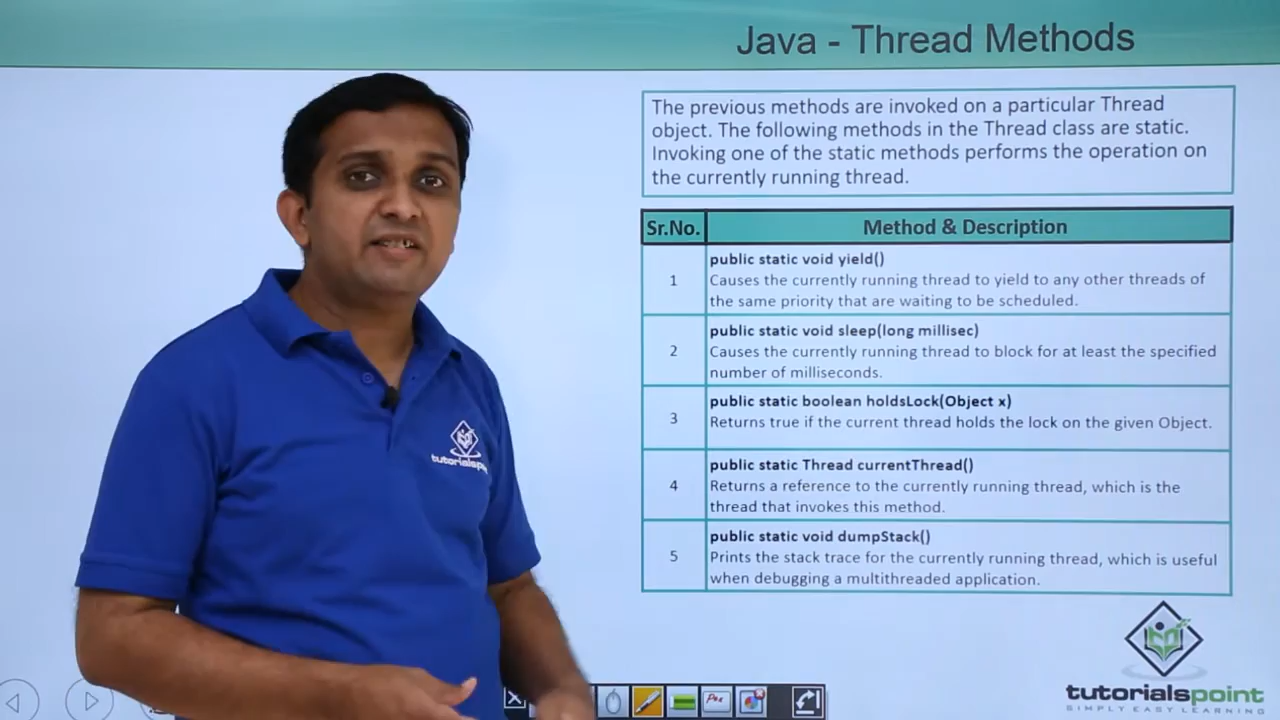 Java - Thread Methods
The previous methods are invoked on a particular Thread
object. The following methods in the Thread class are static.
Invoking one of the static methods performs the operation on
the currently running thread.
Sr.No. Method & Description
1 public static void yield()
Causes the currently running thread to yield to any other threads of
the same priority that are waiting to be scheduled.
2 public static void sleep(long millisec)
Causes the currently running thread to block for at least the specified
number of milliseconds.
3 public static boolean holdsLock(Object x)
Returns true if the current thread holds the lock on the given Object.
4 public static Thread currentThread()
Returns a reference to the currently running thread, which is the
thread that invokes this method.
5 public static void dumpStack()
Prints the stack trace for the currently running thread, which is useful
when debugging a multithreaded application.
tutorialspoint
tutorialspoint
SIMPLY EASY LEARNING